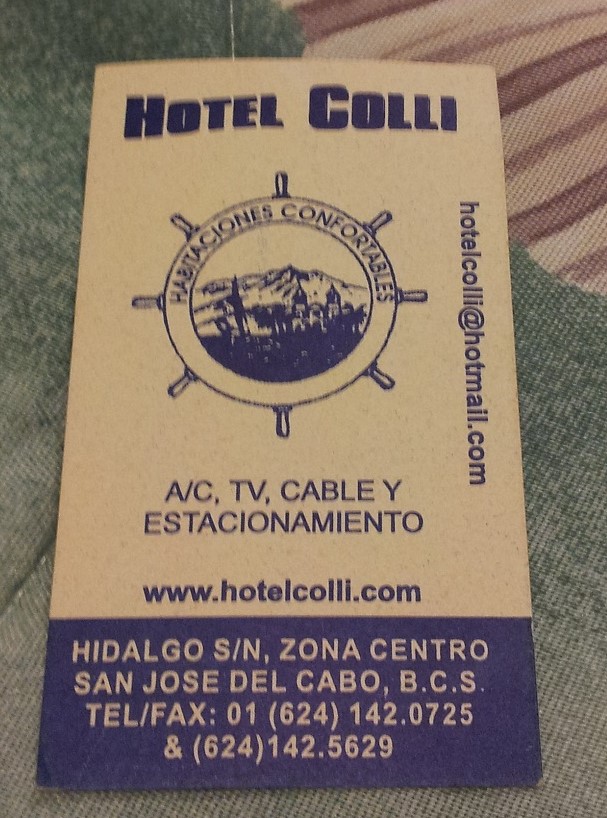 HOTEL COLLI
HABITACIONES CONFORTABLES
hotelcolli@hotmail.com
A/C, TV, CABLE Y
ESTACIONAMIENTO
www.hotelcolli.com
HIDALGO S/N, ZONA CENTRO
SAN JOSE DEL CABO, B.C.S.
TEL/FAX: 01 (624) 142.0725
& (624)142.5629